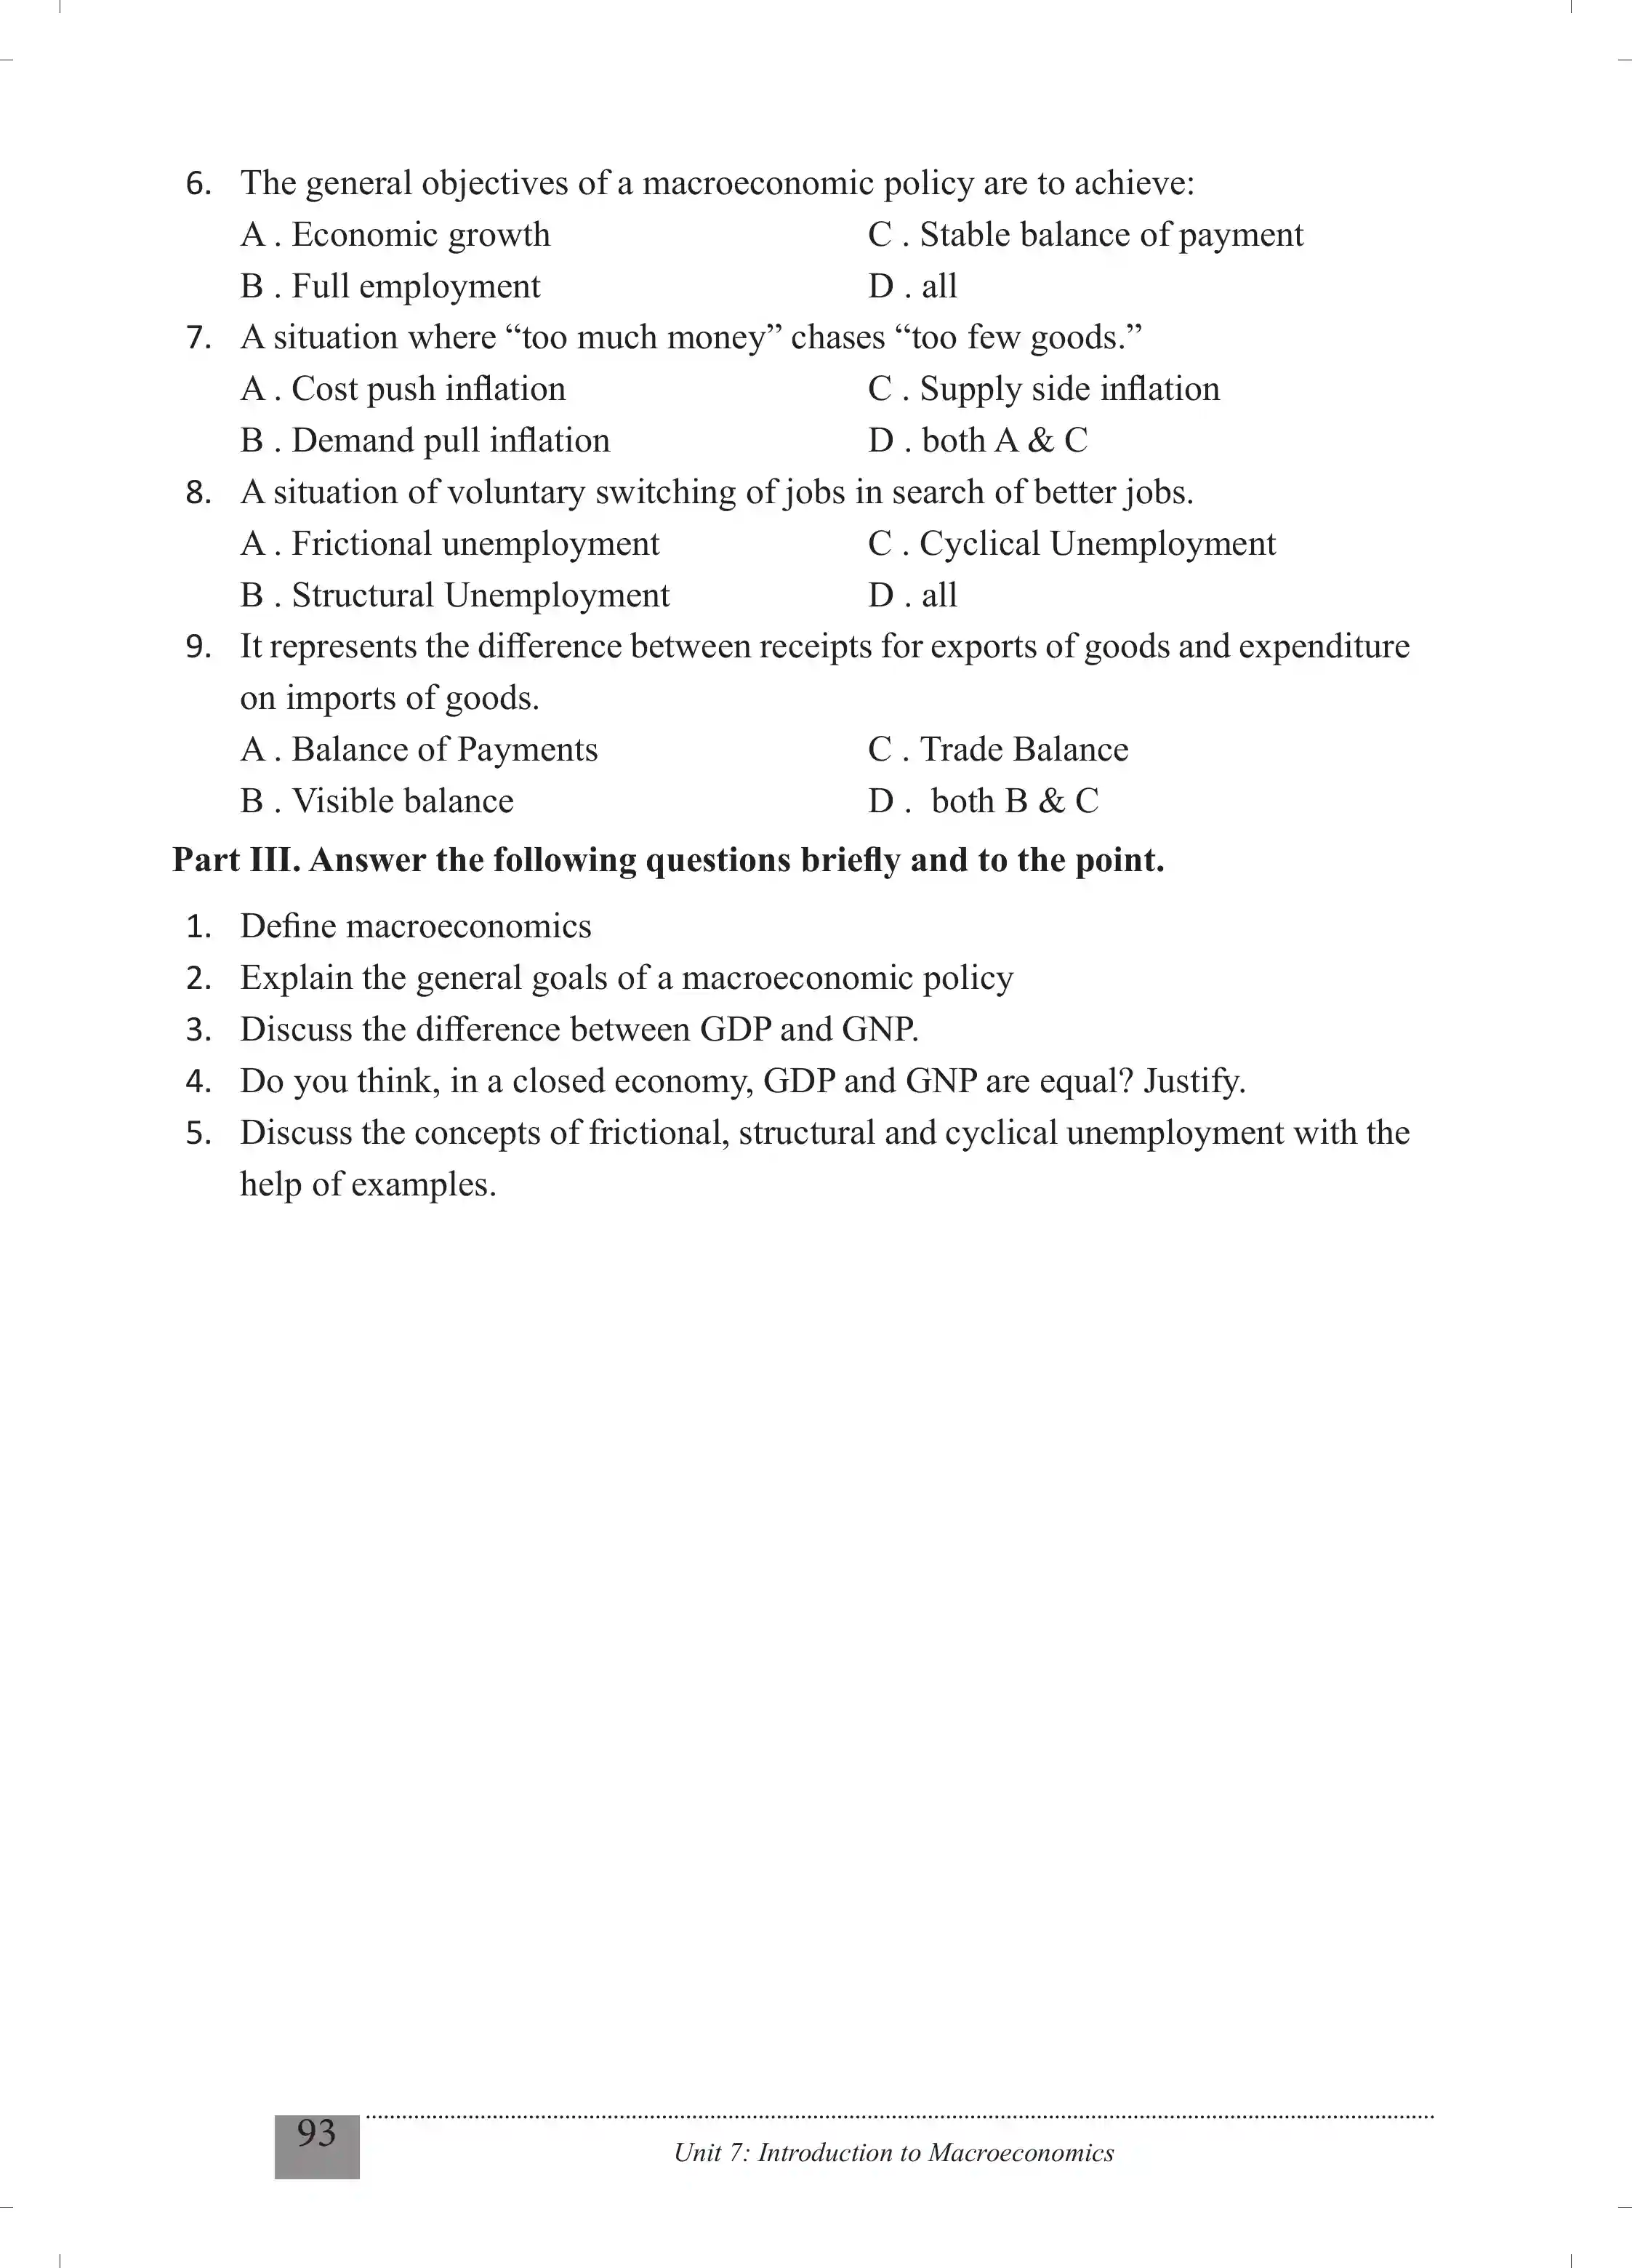 6. The general objectives of a macroeconomic policy are to achieve:
A . Economic growth C . Stable balance of payment
B . Full employment D . all
7. A situation where “too much money” chases “too few goods.”
A . Cost push inflation C . Supply side inflation
B . Demand pull inflation D . both A & C
8. A situation of voluntary switching of jobs in search of better jobs.
A . Frictional unemployment C . Cyclical Unemployment
B . Structural Unemployment D . all
9. It represents the difference between receipts for exports of goods and expenditure
on imports of goods.
A . Balance of Payments C . Trade Balance
B . Visible balance D . both B & C
Part III. Answer the following questions briefly and to the point.
1. Define macroeconomics
2. Explain the general goals of a macroeconomic policy
3. Discuss the difference between GDP and GNP.
4. Do you think, in a closed economy, GDP and GNP are equal? Justify.
5. Discuss the concepts of frictional, structural and cyclical unemployment with the
help of examples.
93
Unit 7: Introduction to Macroeconomics